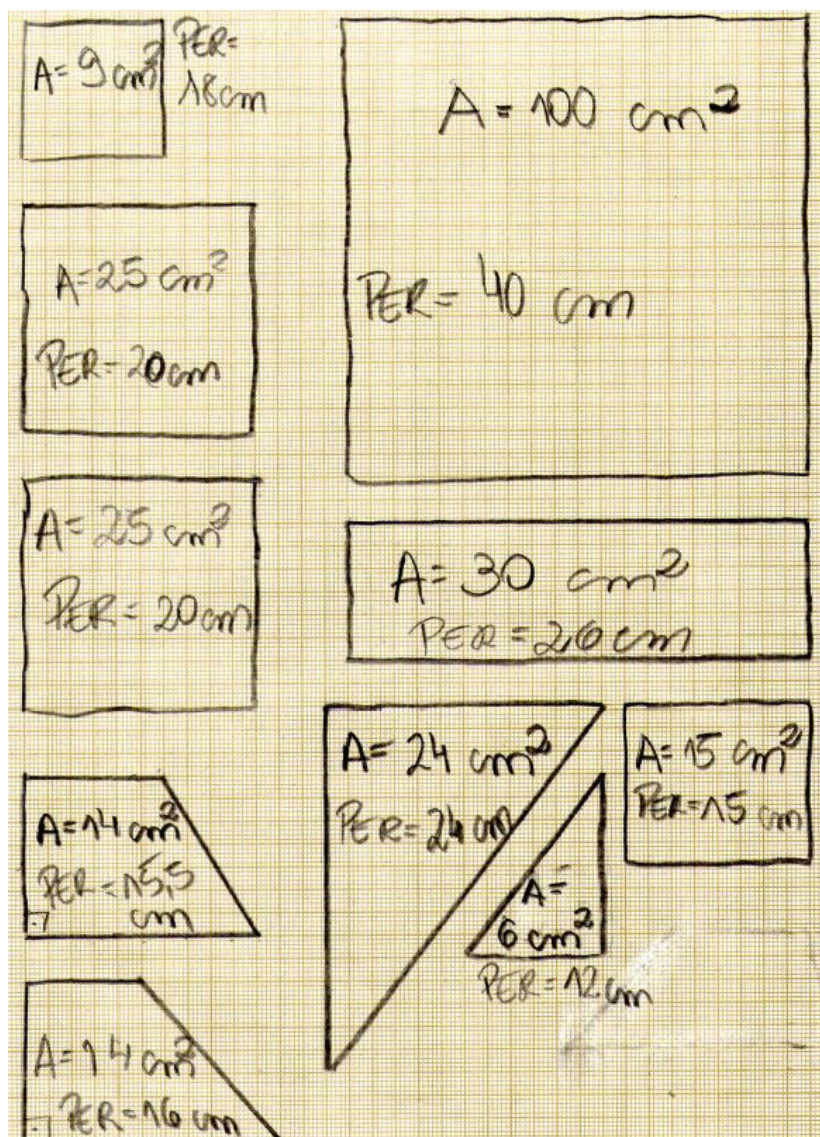 A= 9 cm²
PER=
18cm
A=25 cm²
PER=20cm
A=25 cm²
PER=20cm
A=14 cm²
PER=15,5
cm
A=14 cm²
PER=16 cm
A= 100 cm²
PER= 40 cm
A=30 cm²
PER=26 cm
A= 24 cm²
PER=24 cm
A=
6 cm²
PER=12cm
A=15 cm²
PER=15 cm